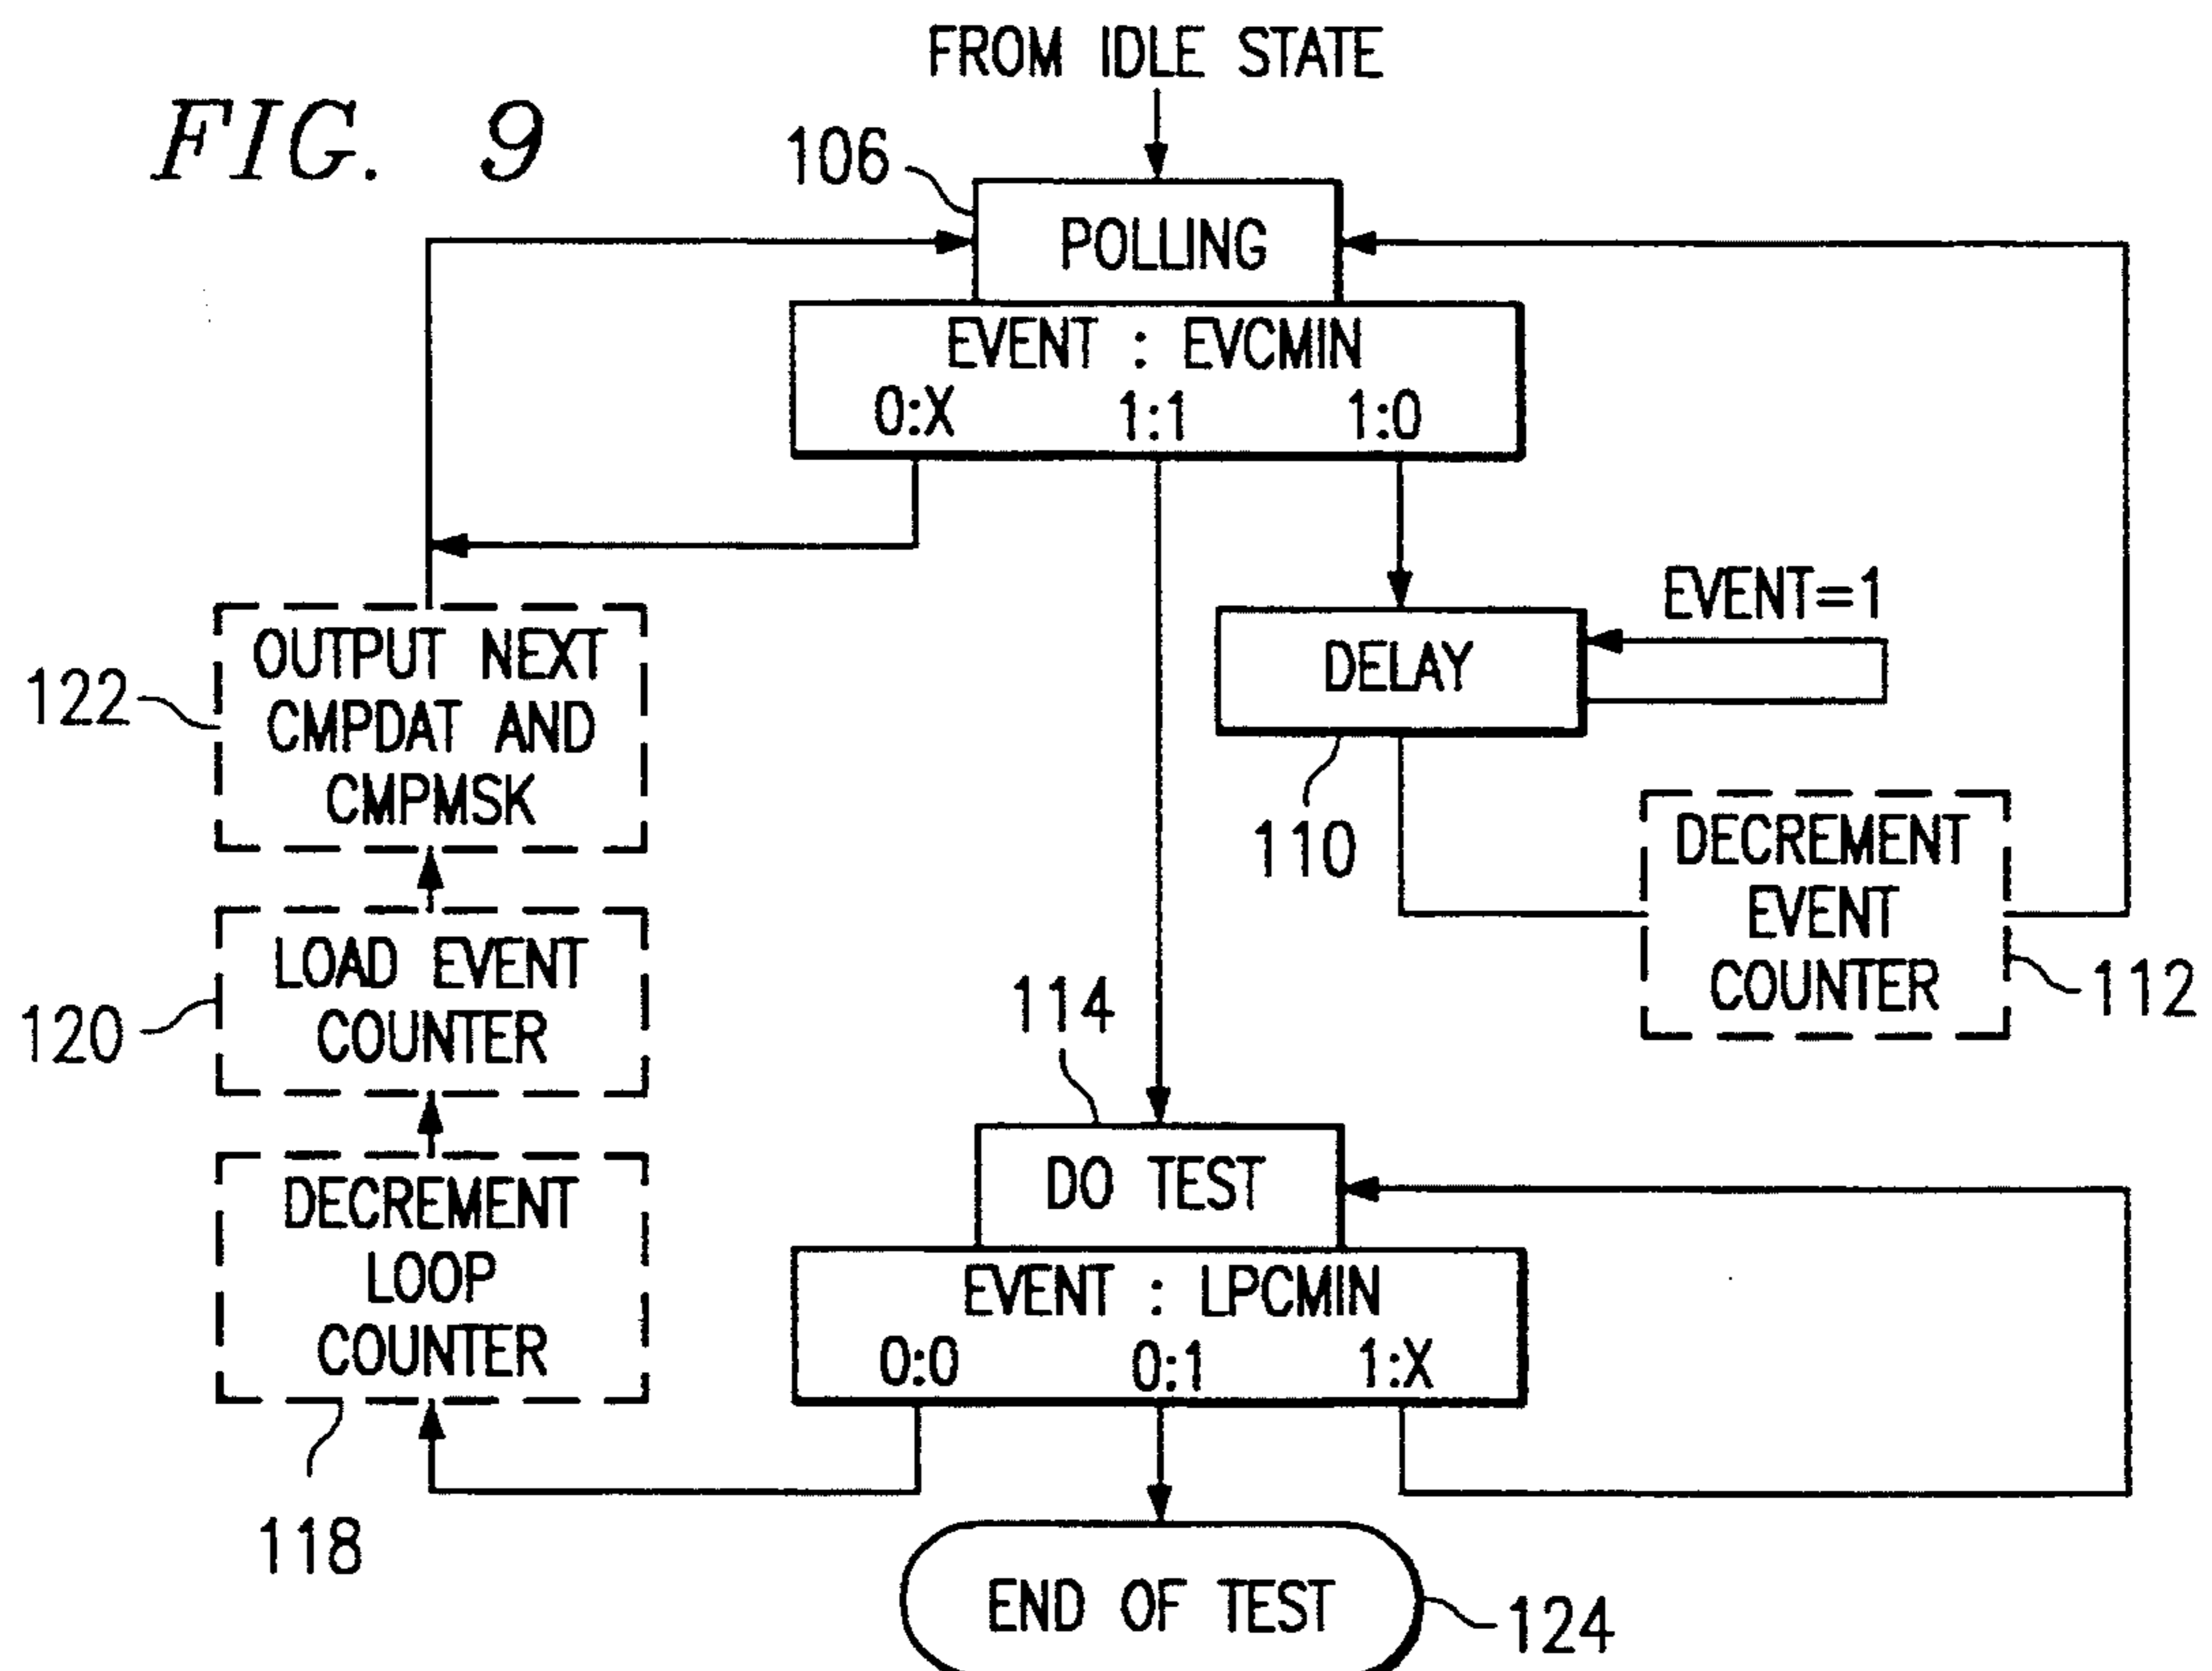 FROM IDLE STATE
FIG. 9
106
POLLING
EVENT : EVCMIN
0:X 1:1 1:0
EVENT=1
DELAY
110
OUTPUT NEXT
CMPDAT AND
CMPMSK
122
DECREMENT
EVENT
COUNTER
112
LOAD EVENT
COUNTER
120
114
DO TEST
EVENT : LPCMIN
0:0 0:1 1:X
DECREMENT
LOOP
COUNTER
118
END OF TEST
124